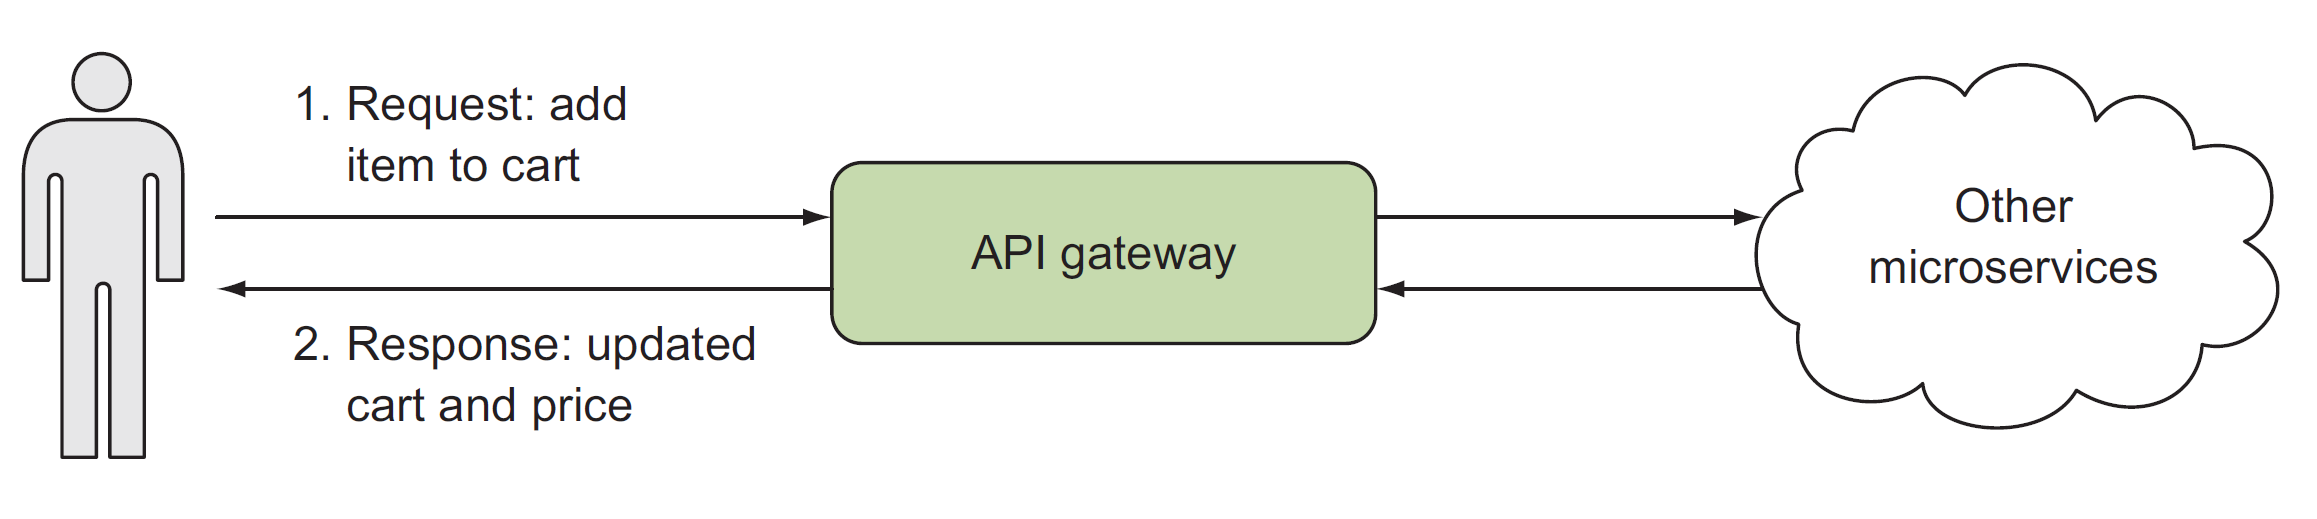 1. Request: add
item to cart
API gateway
2. Response: updated
cart and price
Other
microservices